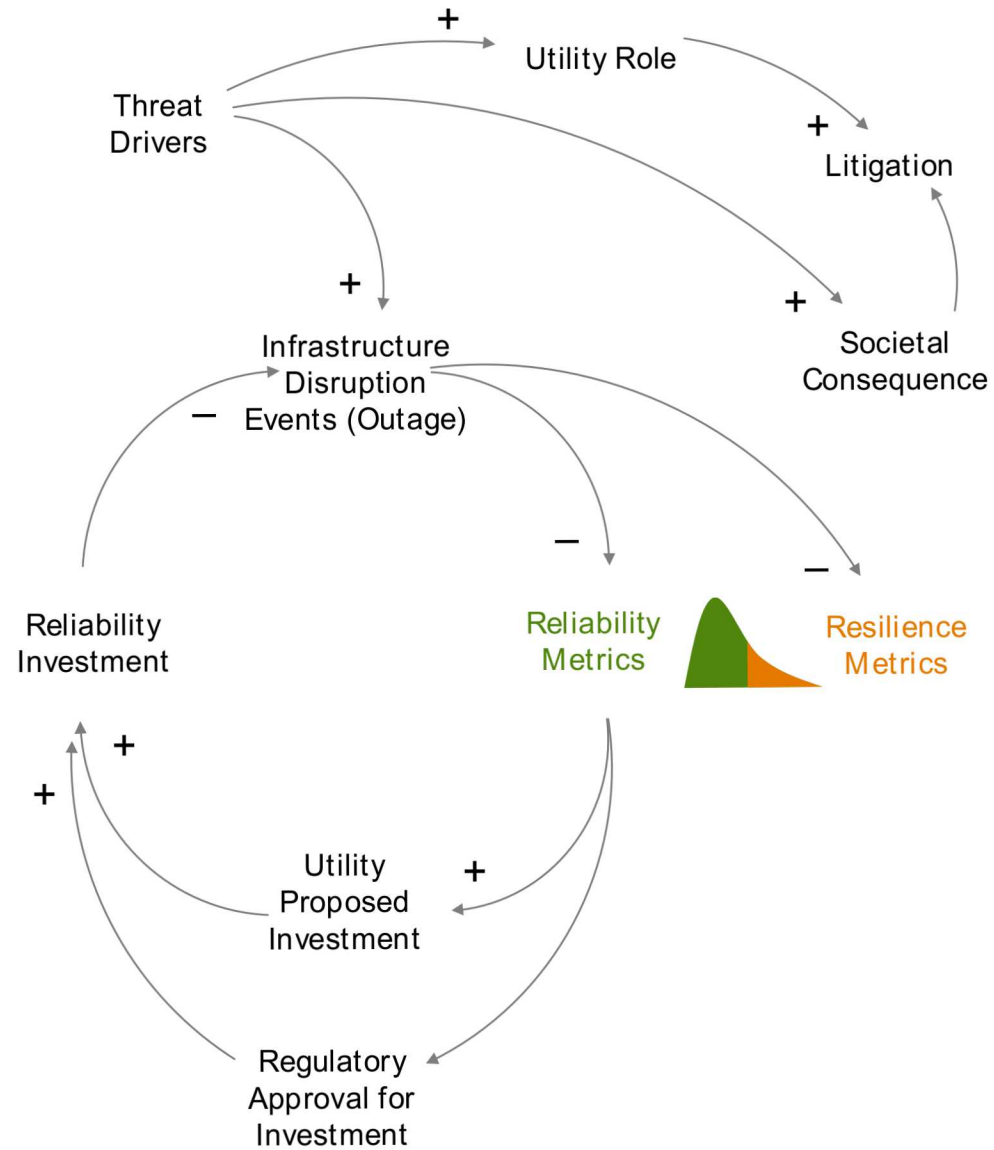 +
Utility Role
Threat
Drivers
+
Litigation
+
+
Infrastructure
Disruption
Events (Outage)
Societal
Consequence
–
–
–
Reliability
Investment
Reliability
Metrics
Resilience
Metrics
+
+
Utility
Proposed
Investment
+
Regulatory
Approval for
Investment